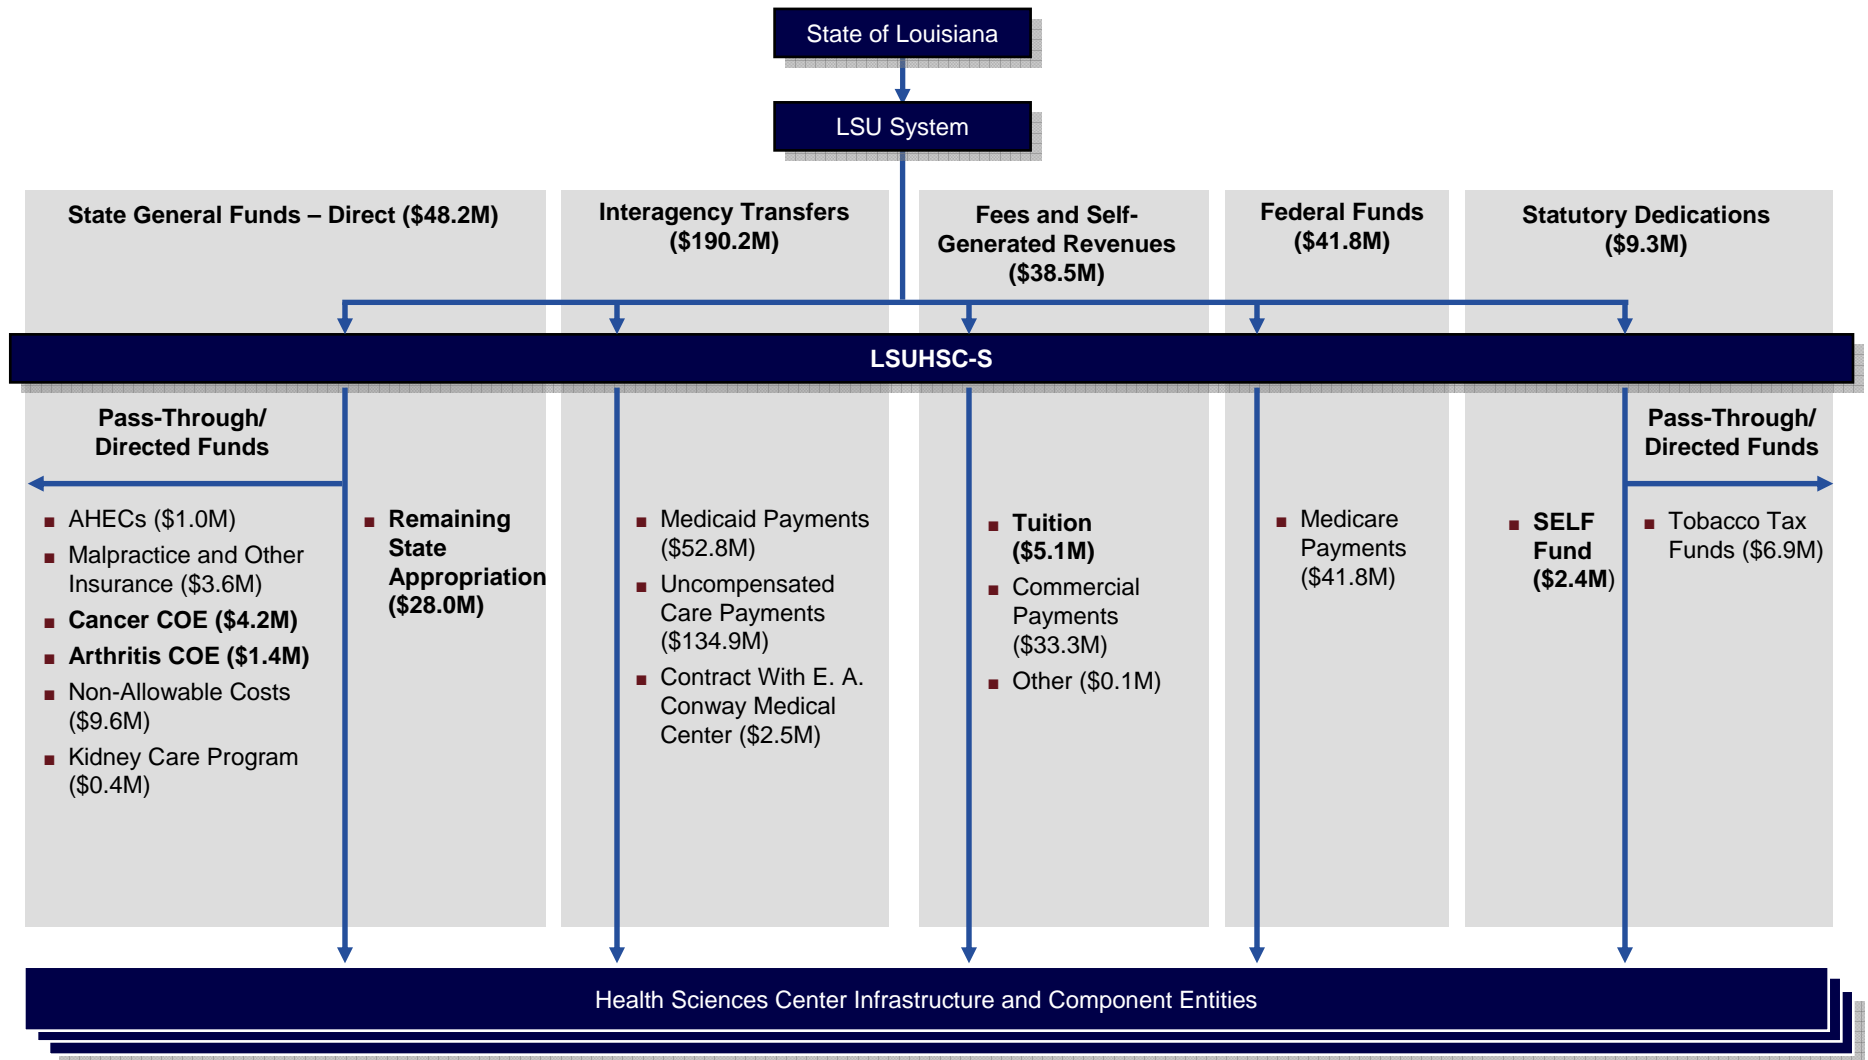 State of Louisiana
LSU System
State General Funds – Direct ($48.2M)
Interagency Transfers
($190.2M)
Fees and Self-
Generated Revenues
($38.5M)
Federal Funds
($41.8M)
Statutory Dedications
($9.3M)
LSUHSC-S
Pass-Through/
Directed Funds
■ AHECs ($1.0M)
■ Malpractice and Other
Insurance ($3.6M)
■ Cancer COE ($4.2M)
■ Arthritis COE ($1.4M)
■ Non-Allowable Costs
($9.6M)
■ Kidney Care Program
($0.4M)
■ Remaining
State
Appropriation
($28.0M)
■ Medicaid Payments
($52.8M)
■ Uncompensated
Care Payments
($134.9M)
■ Contract With E. A.
Conway Medical
Center ($2.5M)
■ Tuition
($5.1M)
■ Commercial
Payments
($33.3M)
■ Other ($0.1M)
■ Medicare
Payments
($41.8M)
■ SELF
Fund
($2.4M)
Pass-Through/
Directed Funds
■ Tobacco Tax
Funds ($6.9M)
Health Sciences Center Infrastructure and Component Entities